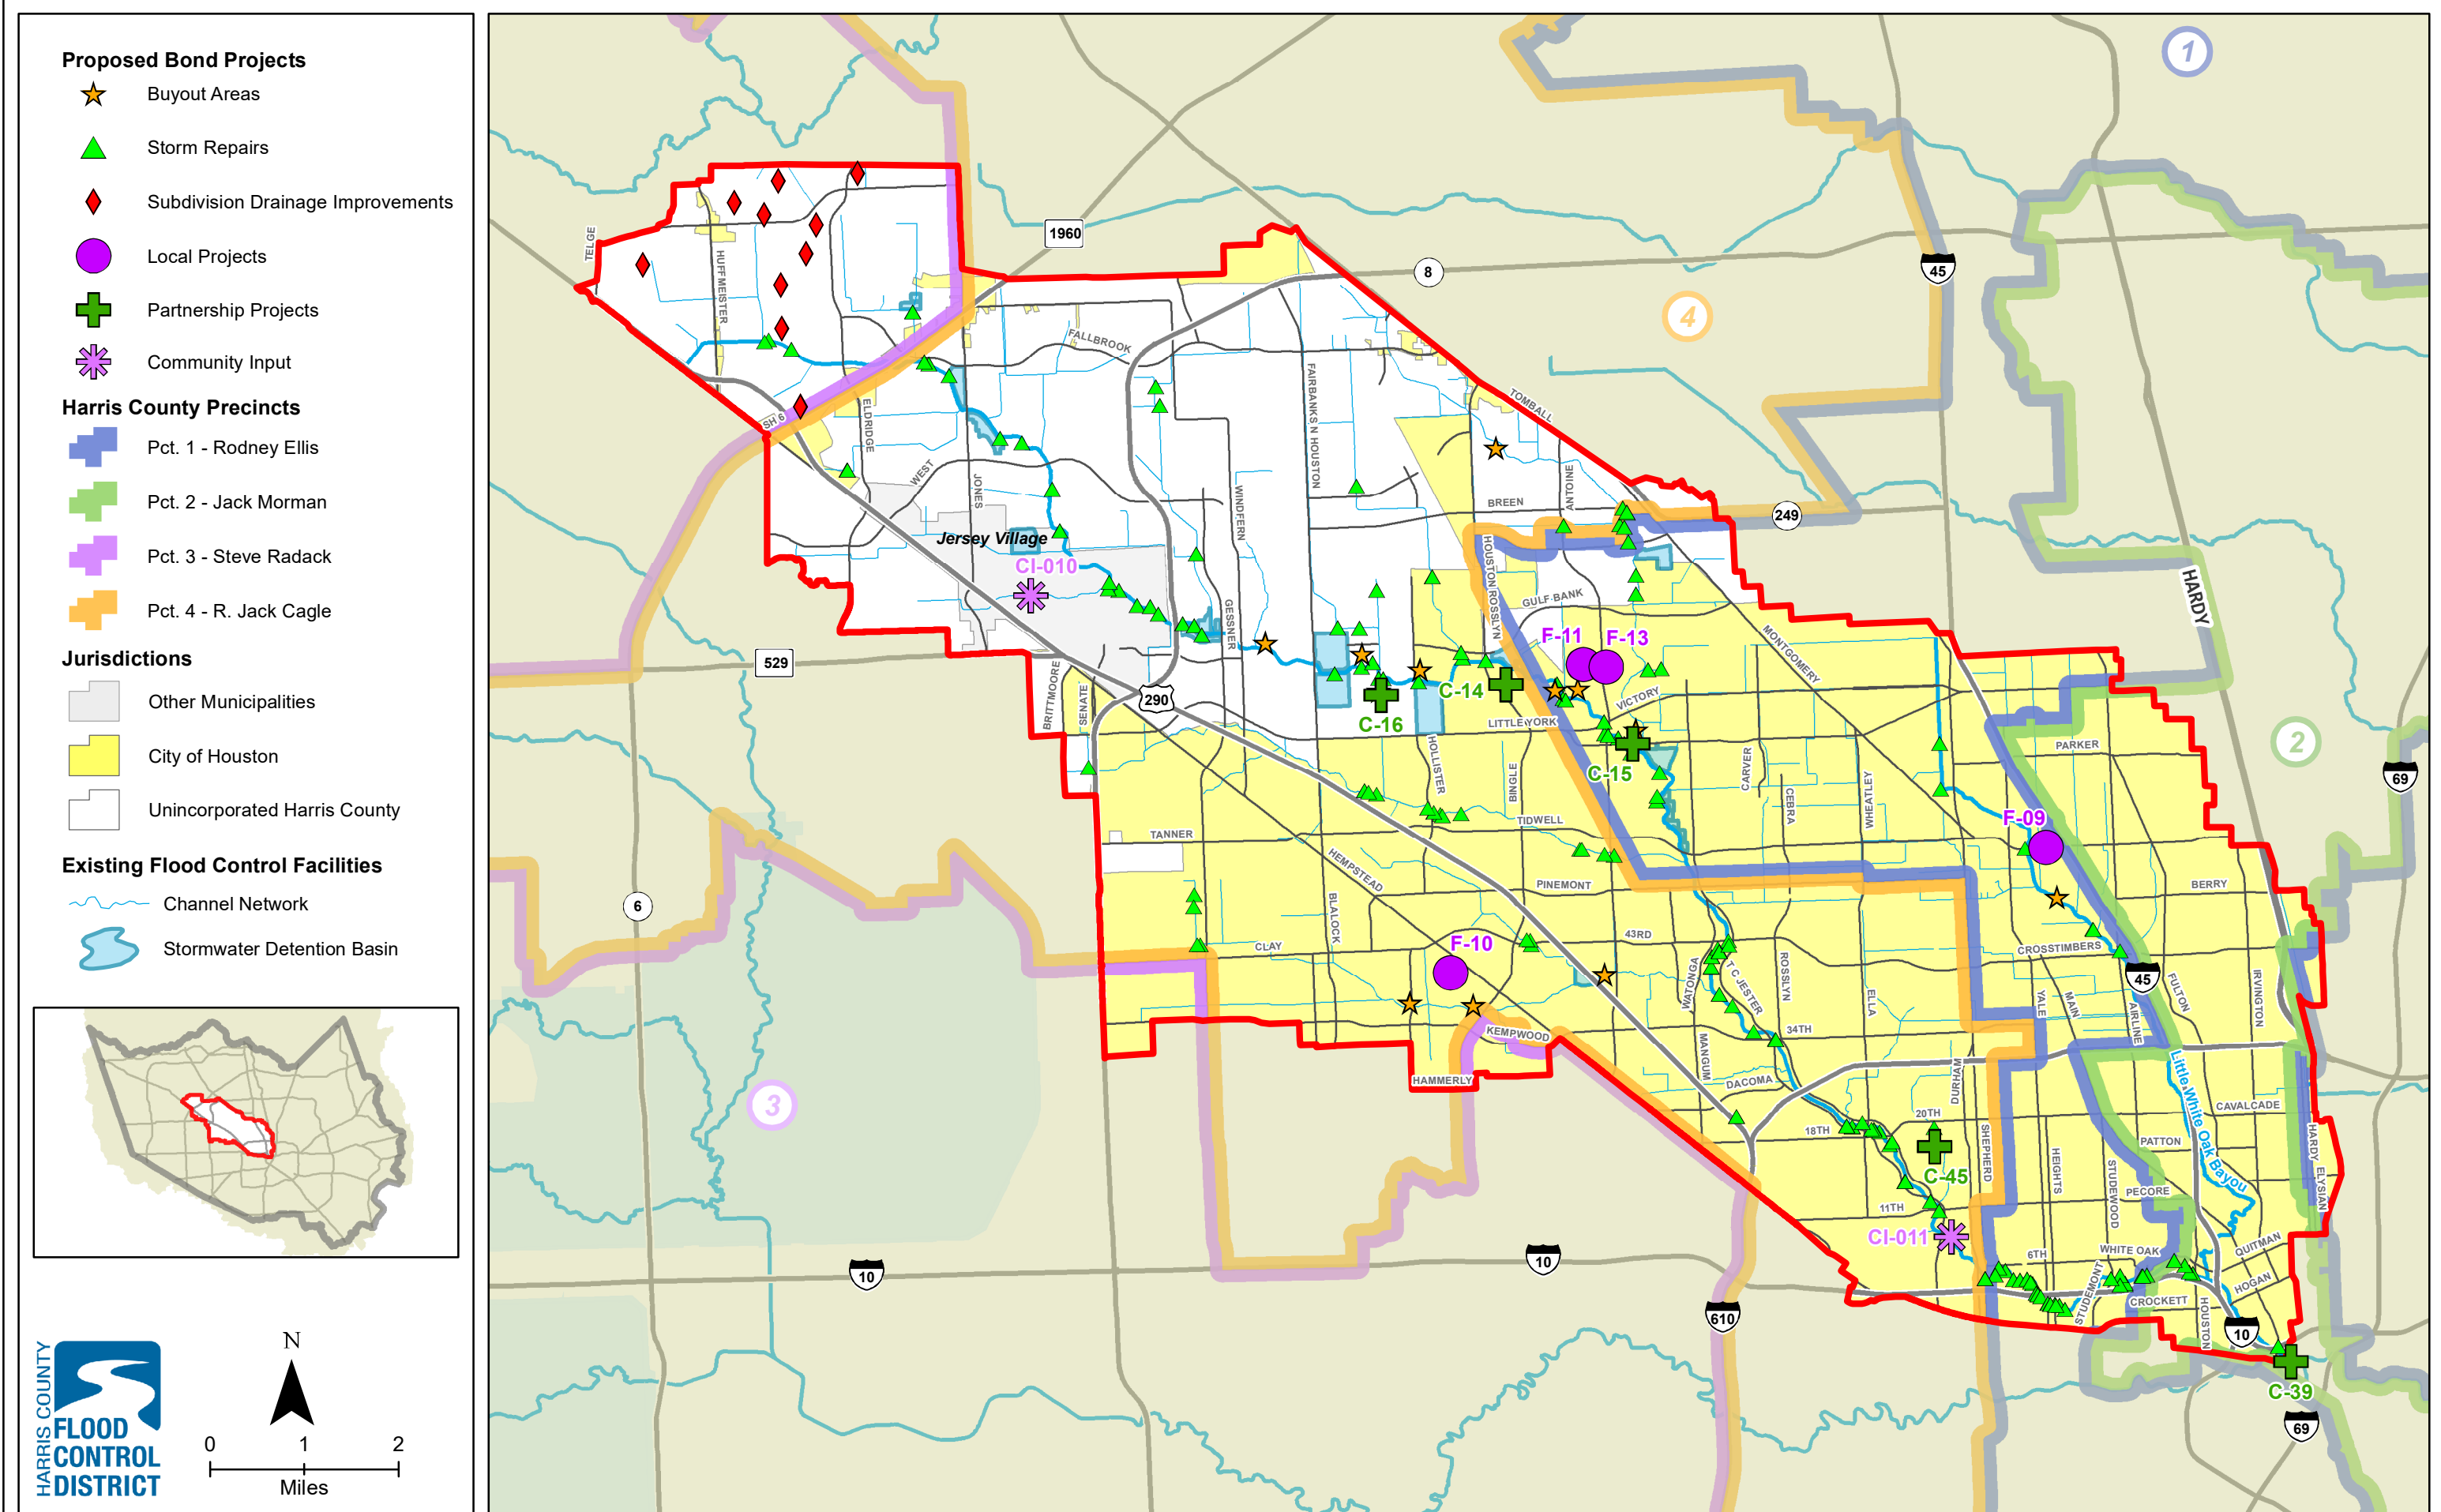 Proposed Bond Projects
Buyout Areas
Storm Repairs
Subdivision Drainage Improvements
Local Projects
Partnership Projects
Community Input
Harris County Precincts
Pct. 1 - Rodney Ellis
Pct. 2 - Jack Morman
Pct. 3 - Steve Radack
Pct. 4 - R. Jack Cagle
Jurisdictions
Other Municipalities
City of Houston
Unincorporated Harris County
Existing Flood Control Facilities
Channel Network
Stormwater Detention Basin
HARRIS COUNTY
FLOOD
CONTROL
DISTRICT
N
0 1 2
Miles
1
TELGE
1960
8
45
HUFFMEISTER
4
FALLBROOK
FAIRBANKS N HOUSTON
TOMBALL
SH 6
ELDRIDGE
WEST
JONES
WINDFERN
ANTOINE
BREEN
249
Jersey Village
CI-010
HOUSTON ROSSLYN
GULF BANK
HARDY
GESSNER
F-11
F-13
MONTGOMERY
529
BRITTMOORE
SENATE
290
C-14
C-16
VICTORY
LITTLE YORK
C-15
HOLLISTER
BINGLE
CARVER
CEBRA
WHEATLEY
PARKER
2
69
F-09
TANNER
TIDWELL
HEMPSTEAD
PINEMONT
BERRY
6
BLALOCK
CLAY
F-10
43RD
CROSSTIMBERS
45
WATONGA
T C JESTER
ROSSLYN
ELLA
YALE
MAIN
AIRLINE
FULTON
IRVINGTON
KEMPWOOD
34TH
MANGUM
HAMMERLY
DACOMA
DURHAM
3
Little White Oak Bayou
CAVALCADE
20TH
18TH
SHEPHERD
HEIGHTS
STUDEWOOD
PATTON
HARDY
ELYSIAN
C-45
PECORE
11TH
CI-011
6TH
WHITE OAK
QUITMAN
HOGAN
STUDEMONT
CROCKETT
HOUSTON
10
10
610
10
C-39
69